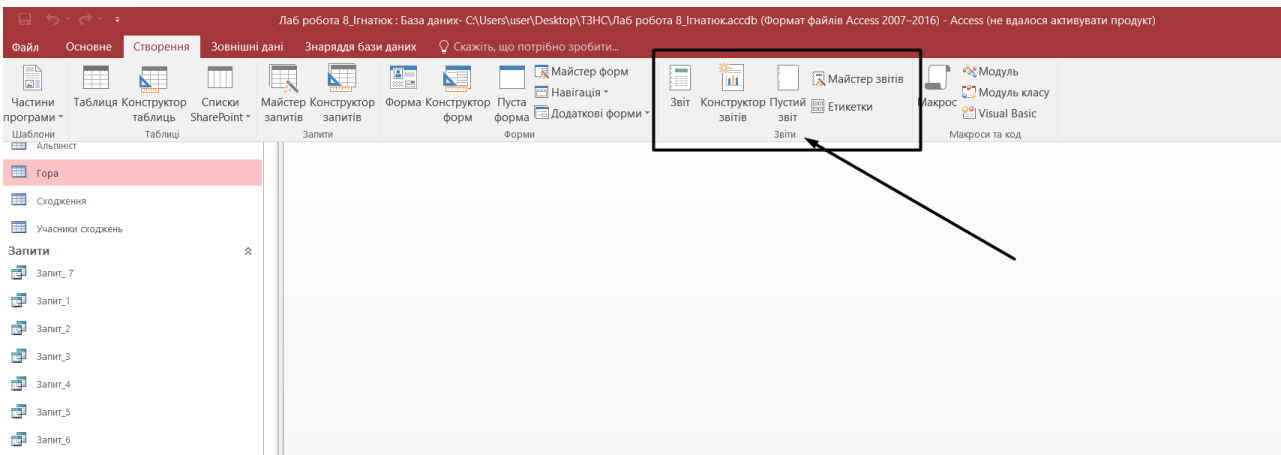 Лаб робота 8_Ігнатюк : База даних- C:\Users\user\Desktop\ТЗНС\Лаб робота 8_Ігнатюк.accdb (Формат файлів Access 2007–2016) - Access (не вдалося активувати продукт)
Файл Основне Створення Зовнішні дані Знаряддя бази даних Скажіть, що потрібно зробити...
Частини програми
Таблиця
Конструктор таблиць
Списки SharePoint
Майстер запитів
Конструктор запитів
Форма
Конструктор форм
Пуста форма
Майстер форм
Навігація
Додаткові форми
Звіт
Конструктор звітів
Пустий звіт
Майстер звітів
Етикетки
Макрос
Модуль
Модуль класу
Visual Basic
Шаблони Таблиці Запити Форми Звіти Макроси та код
Альпініст
Гора
Сходження
Учасники сходжень
Запити
Запит_ 7
Запит_1
Запит_2
Запит_3
Запит_4
Запит_5
Запит_6